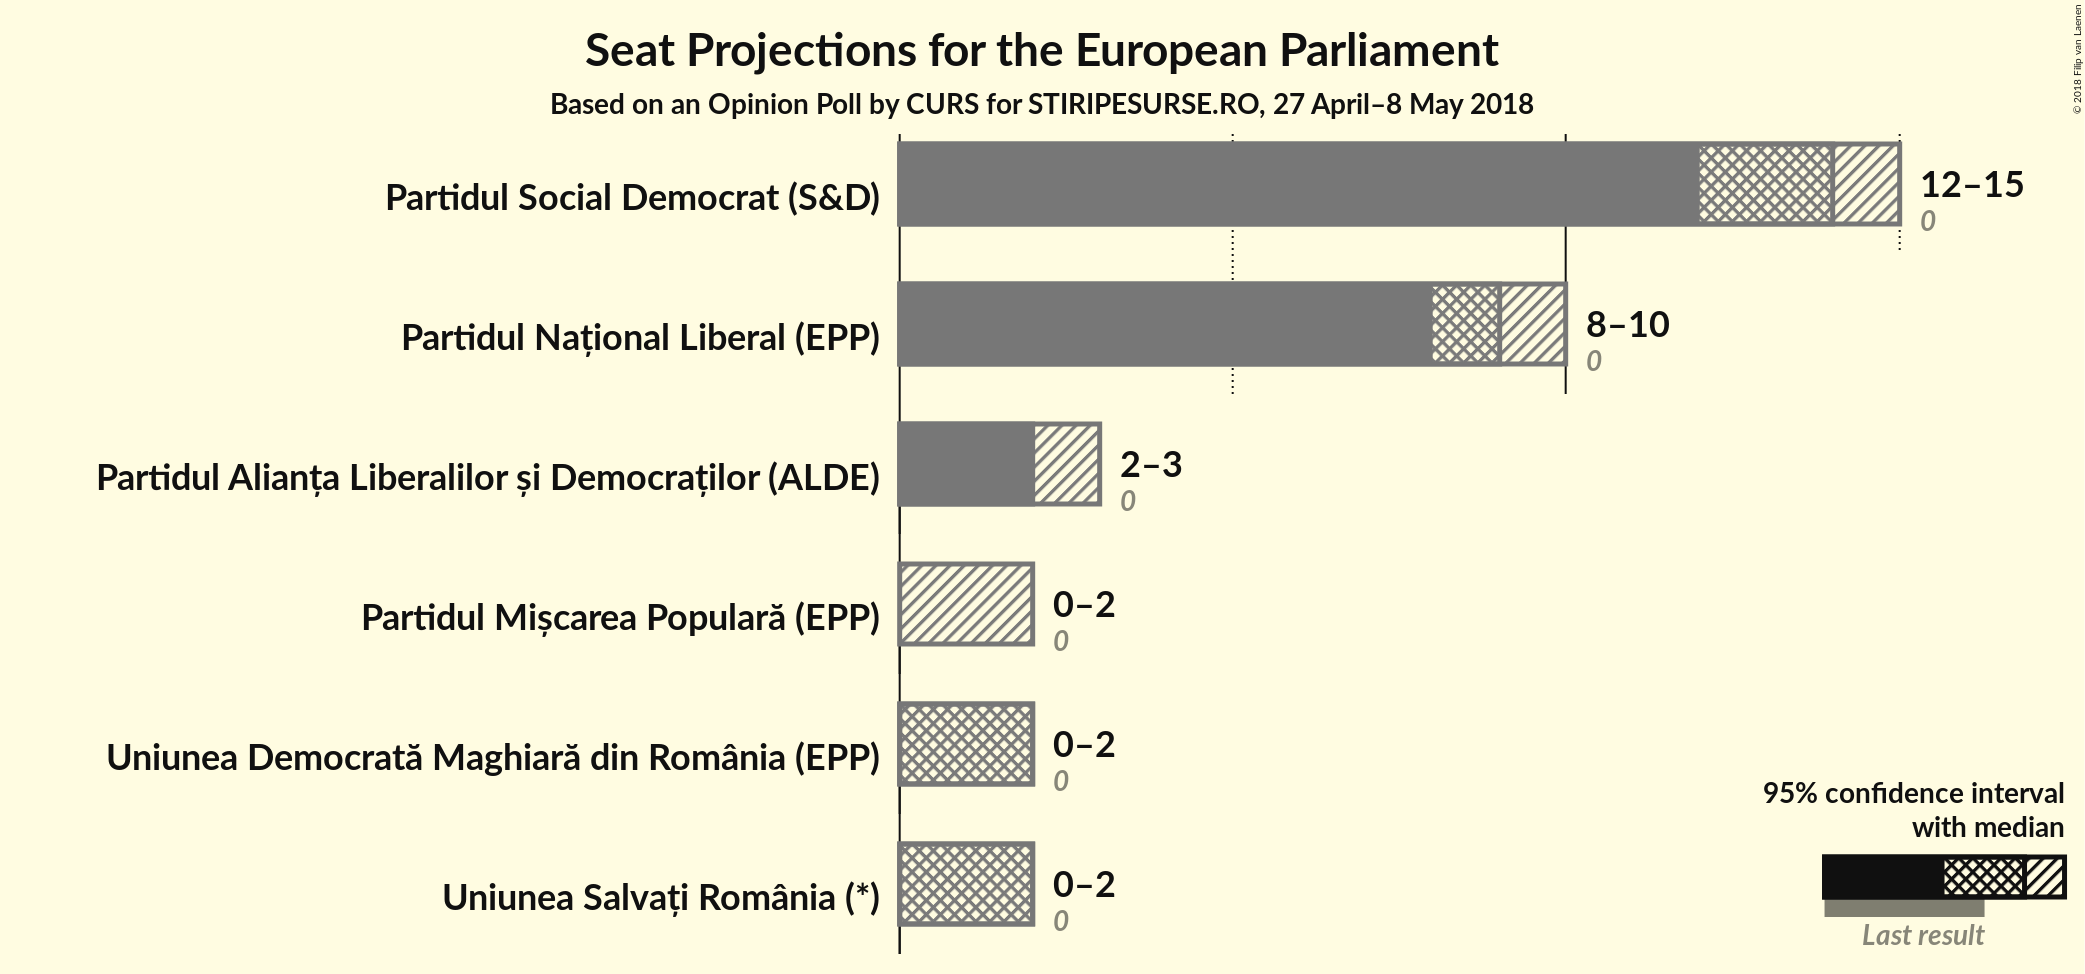 Seat Projections for the European Parliament
Based on an Opinion Poll by CURS for STIRIPESURSE.RO, 27 April–8 May 2018
© 2018 Filip van Laenen
Partidul Social Democrat (S&D)
12–15
0
Partidul Național Liberal (EPP)
8–10
0
Partidul Alianța Liberalilor și Democraților (ALDE)
2–3
0
Partidul Mișcarea Populară (EPP)
0–2
0
Uniunea Democrată Maghiară din România (EPP)
0–2
0
Uniunea Salvați România (*)
0–2
0
95% confidence interval
with median
Last result